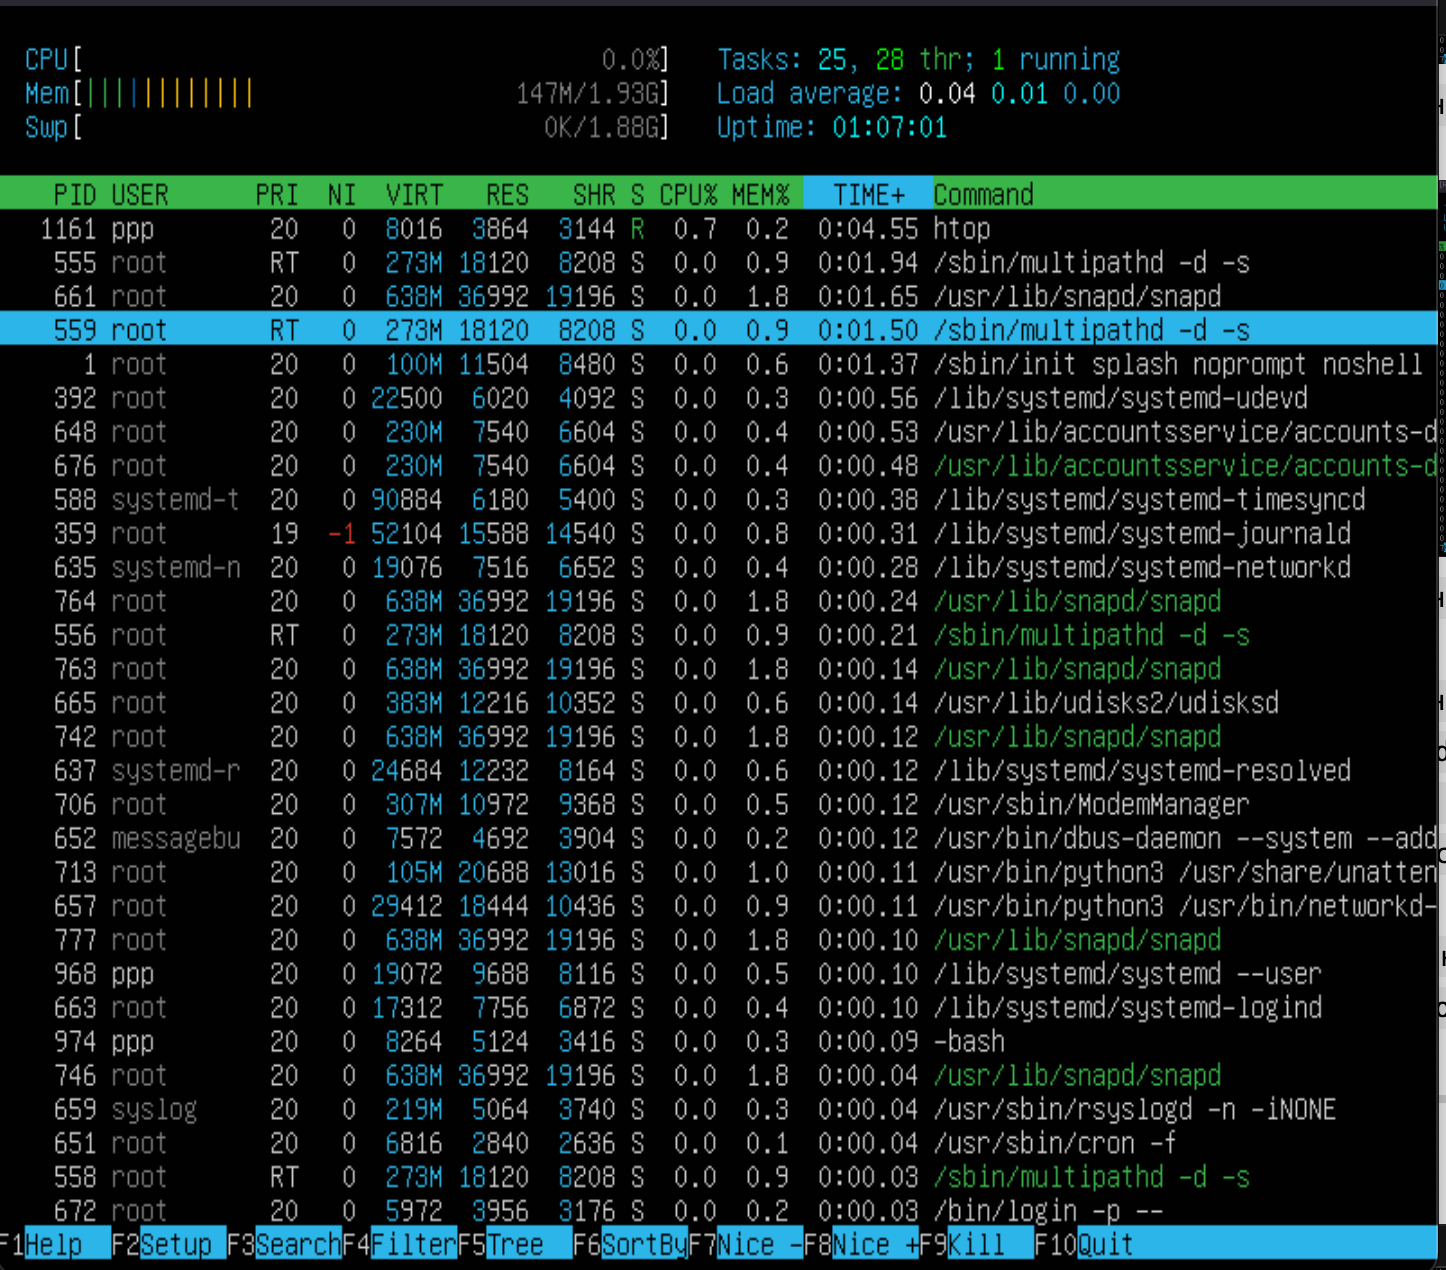 CPU[ 0.0%] Tasks: 25, 28 thr; 1 running
Mem[|||||||||||| 147M/1.93G] Load average: 0.04 0.01 0.00
Swp[ 0K/1.88G] Uptime: 01:07:01
PID USER PRI NI VIRT RES SHR S CPU% MEM% TIME+ Command
1161 ppp 20 0 8016 3864 3144 R 0.7 0.2 0:04.55 htop
555 root RT 0 273M 18120 8208 S 0.0 0.9 0:01.94 /sbin/multipathd -d -s
661 root 20 0 638M 36992 19196 S 0.0 1.8 0:01.65 /usr/lib/snapd/snapd
559 root RT 0 273M 18120 8208 S 0.0 0.9 0:01.50 /sbin/multipathd -d -s
1 root 20 0 100M 11504 8480 S 0.0 0.6 0:01.37 /sbin/init splash noprompt noshell
392 root 20 0 22500 6020 4092 S 0.0 0.3 0:00.56 /lib/systemd/systemd-udevd
648 root 20 0 230M 7540 6604 S 0.0 0.4 0:00.53 /usr/lib/accountsservice/accounts-d
676 root 20 0 230M 7540 6604 S 0.0 0.4 0:00.48 /usr/lib/accountsservice/accounts-d
588 systemd-t 20 0 90884 6180 5400 S 0.0 0.3 0:00.38 /lib/systemd/systemd-timesyncd
359 root 19 -1 52104 15588 14540 S 0.0 0.8 0:00.31 /lib/systemd/systemd-journald
635 systemd-n 20 0 19076 7516 6652 S 0.0 0.4 0:00.28 /lib/systemd/systemd-networkd
764 root 20 0 638M 36992 19196 S 0.0 1.8 0:00.24 /usr/lib/snapd/snapd
556 root RT 0 273M 18120 8208 S 0.0 0.9 0:00.21 /sbin/multipathd -d -s
763 root 20 0 638M 36992 19196 S 0.0 1.8 0:00.14 /usr/lib/snapd/snapd
665 root 20 0 383M 12216 10352 S 0.0 0.6 0:00.14 /usr/lib/udisks2/udisksd
742 root 20 0 638M 36992 19196 S 0.0 1.8 0:00.12 /usr/lib/snapd/snapd
637 systemd-r 20 0 24684 12232 8164 S 0.0 0.6 0:00.12 /lib/systemd/systemd-resolved
706 root 20 0 307M 10972 9368 S 0.0 0.5 0:00.12 /usr/sbin/ModemManager
652 messagebu 20 0 7572 4692 3904 S 0.0 0.2 0:00.12 /usr/bin/dbus-daemon --system --add
713 root 20 0 105M 20688 13016 S 0.0 1.0 0:00.11 /usr/bin/python3 /usr/share/unatten
657 root 20 0 29412 18444 10436 S 0.0 0.9 0:00.11 /usr/bin/python3 /usr/bin/networkd-
777 root 20 0 638M 36992 19196 S 0.0 1.8 0:00.10 /usr/lib/snapd/snapd
968 ppp 20 0 19072 9688 8116 S 0.0 0.5 0:00.10 /lib/systemd/systemd --user
663 root 20 0 17312 7756 6872 S 0.0 0.4 0:00.10 /lib/systemd/systemd-logind
974 ppp 20 0 8264 5124 3416 S 0.0 0.3 0:00.09 -bash
746 root 20 0 638M 36992 19196 S 0.0 1.8 0:00.04 /usr/lib/snapd/snapd
659 syslog 20 0 219M 5064 3740 S 0.0 0.3 0:00.04 /usr/sbin/rsyslogd -n -iNONE
651 root 20 0 6816 2840 2636 S 0.0 0.1 0:00.04 /usr/sbin/cron -f
558 root RT 0 273M 18120 8208 S 0.0 0.9 0:00.03 /sbin/multipathd -d -s
672 root 20 0 5972 3956 3176 S 0.0 0.2 0:00.03 /bin/login -p --
F1Help F2Setup F3SearchF4FilterF5Tree F6SortByF7Nice -F8Nice +F9Kill F10Quit